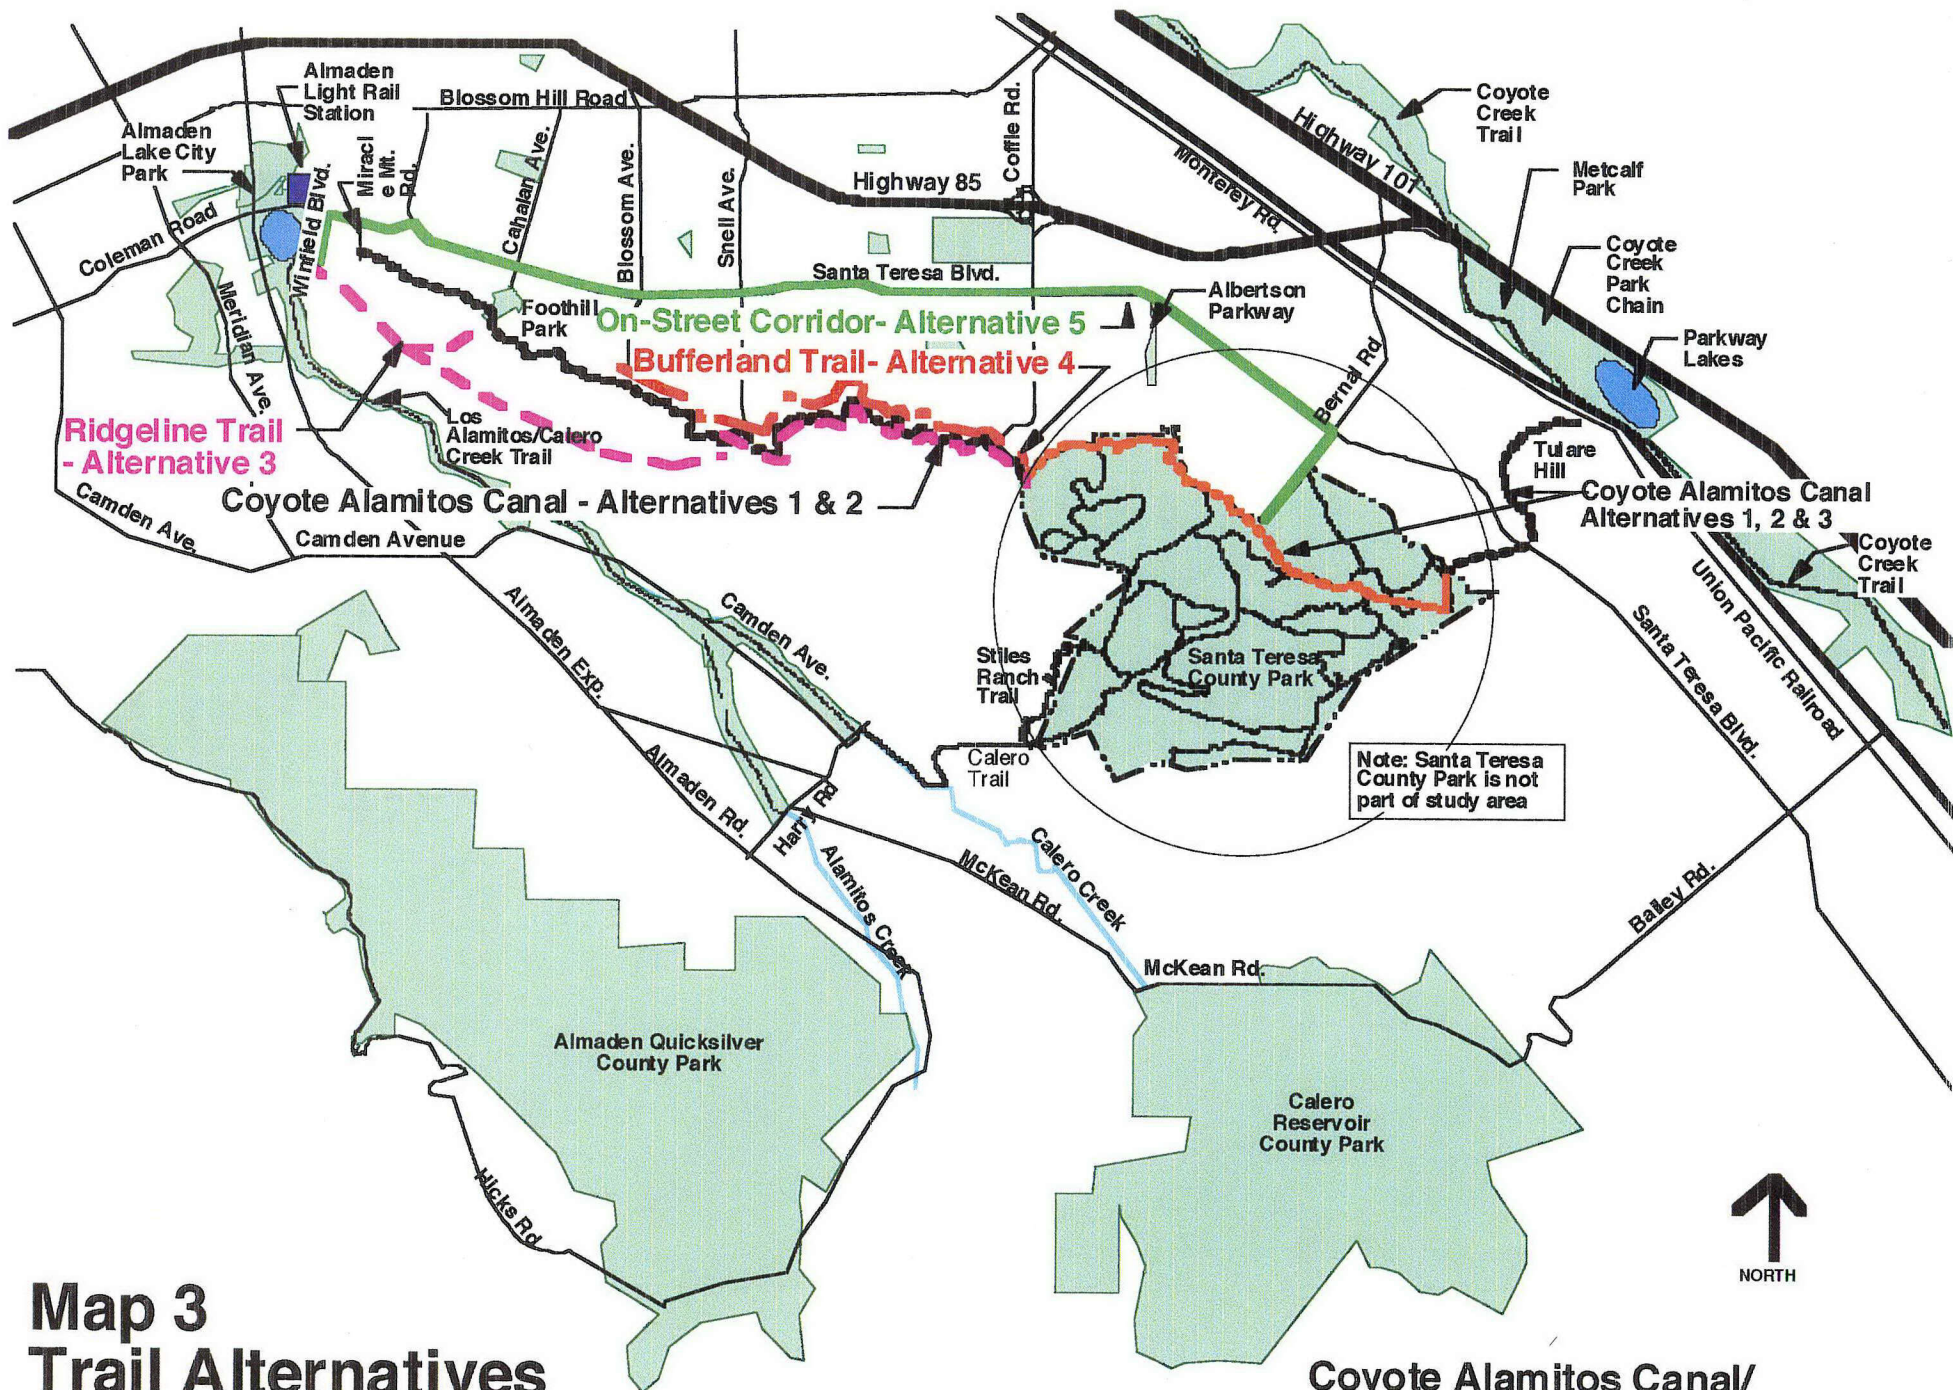 Almaden
Light Rail
Station
Blossom Hill Road
Almaden
Lake City
Park
Miracl
e Mt.
Rd.
Winfield Blvd.
Coleman Road
Meridian Ave.
Cahalan Ave.
Blossom Ave.
Snell Ave.
Coffle Rd.
Highway 85
Highway 101
Monterey Rd.
Coyote
Creek
Trail
Metcalf
Park
Coyote
Creek
Park
Chain
Parkway
Lakes
Santa Teresa Blvd.
Albertson
Parkway
Foothill
Park
On-Street Corridor- Alternative 5
Bufferland Trail- Alternative 4
Bernal Rd
Ridgeline Trail
- Alternative 3
Los
Alamitos/Calero
Creek Trail
Coyote Alamitos Canal - Alternatives 1 & 2
Tulare
Hill
Coyote Alamitos Canal
Alternatives 1, 2 & 3
Coyote
Creek
Trail
Camden Ave.
Camden Avenue
Almaden Exp.
Camden Ave.
Stiles
Ranch
Trail
Santa Teresa
County Park
Union Pacific Railroad
Santa Teresa Blvd.
Calero
Trail
Note: Santa Teresa
County Park is not
part of study area
Almaden Rd.
Harry Rd
Alamitos Creek
McKean Rd.
Calero Creek
Bailey Rd.
McKean Rd.
Almaden Quicksilver
County Park
Calero
Reservoir
County Park
Hicks Rd
NORTH
Map 3
Trail Alternatives
Coyote Alamitos Canal/